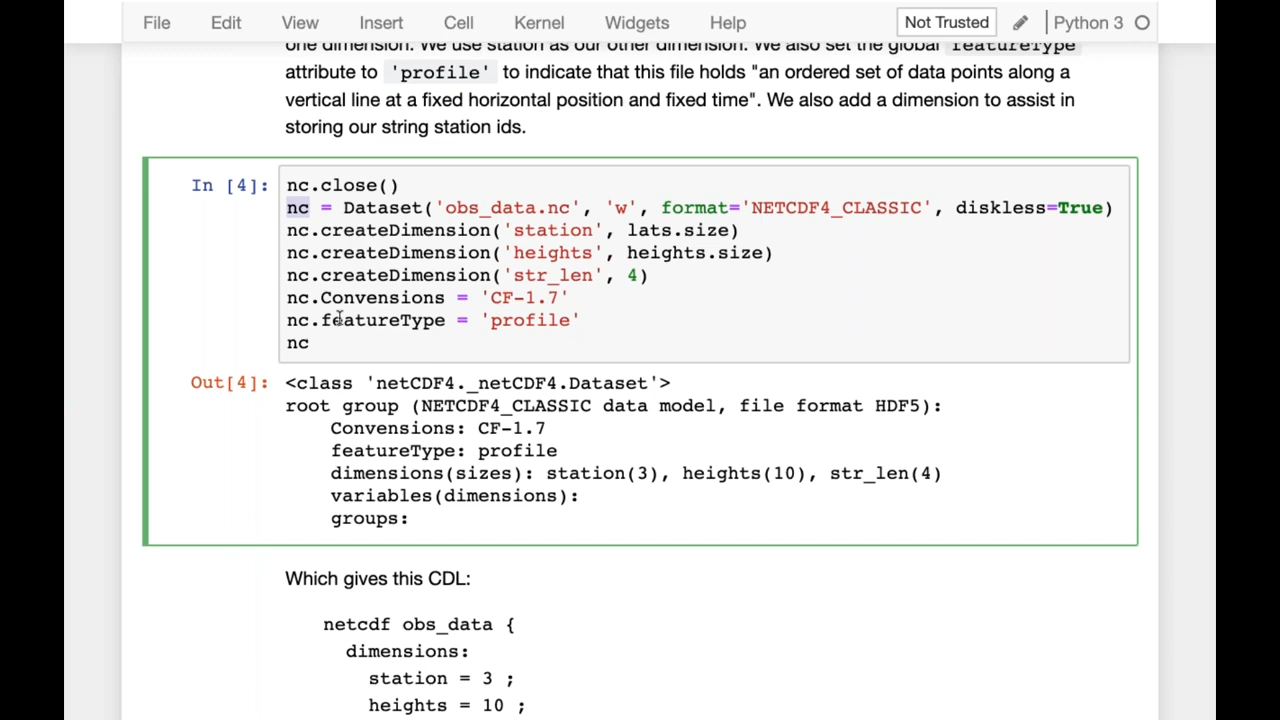 File Edit View Insert Cell Kernel Widgets Help Not Trusted Python 3
one dimension. We use station as our other dimension. We also set the global featureType
attribute to 'profile' to indicate that this file holds "an ordered set of data points along a
vertical line at a fixed horizontal position and fixed time". We also add a dimension to assist in
storing our string station ids.
In [4]: nc.close()
nc = Dataset('obs_data.nc', 'w', format='NETCDF4_CLASSIC', diskless=True)
nc.createDimension('station', lats.size)
nc.createDimension('heights', heights.size)
nc.createDimension('str_len', 4)
nc.Convensions = 'CF-1.7'
nc.featureType = 'profile'
nc
Out[4]: <class 'netCDF4._netCDF4.Dataset'>
root group (NETCDF4_CLASSIC data model, file format HDF5):
Convensions: CF-1.7
featureType: profile
dimensions(sizes): station(3), heights(10), str_len(4)
variables(dimensions):
groups:
Which gives this CDL:
netcdf obs_data {
dimensions:
station = 3 ;
heights = 10 ;